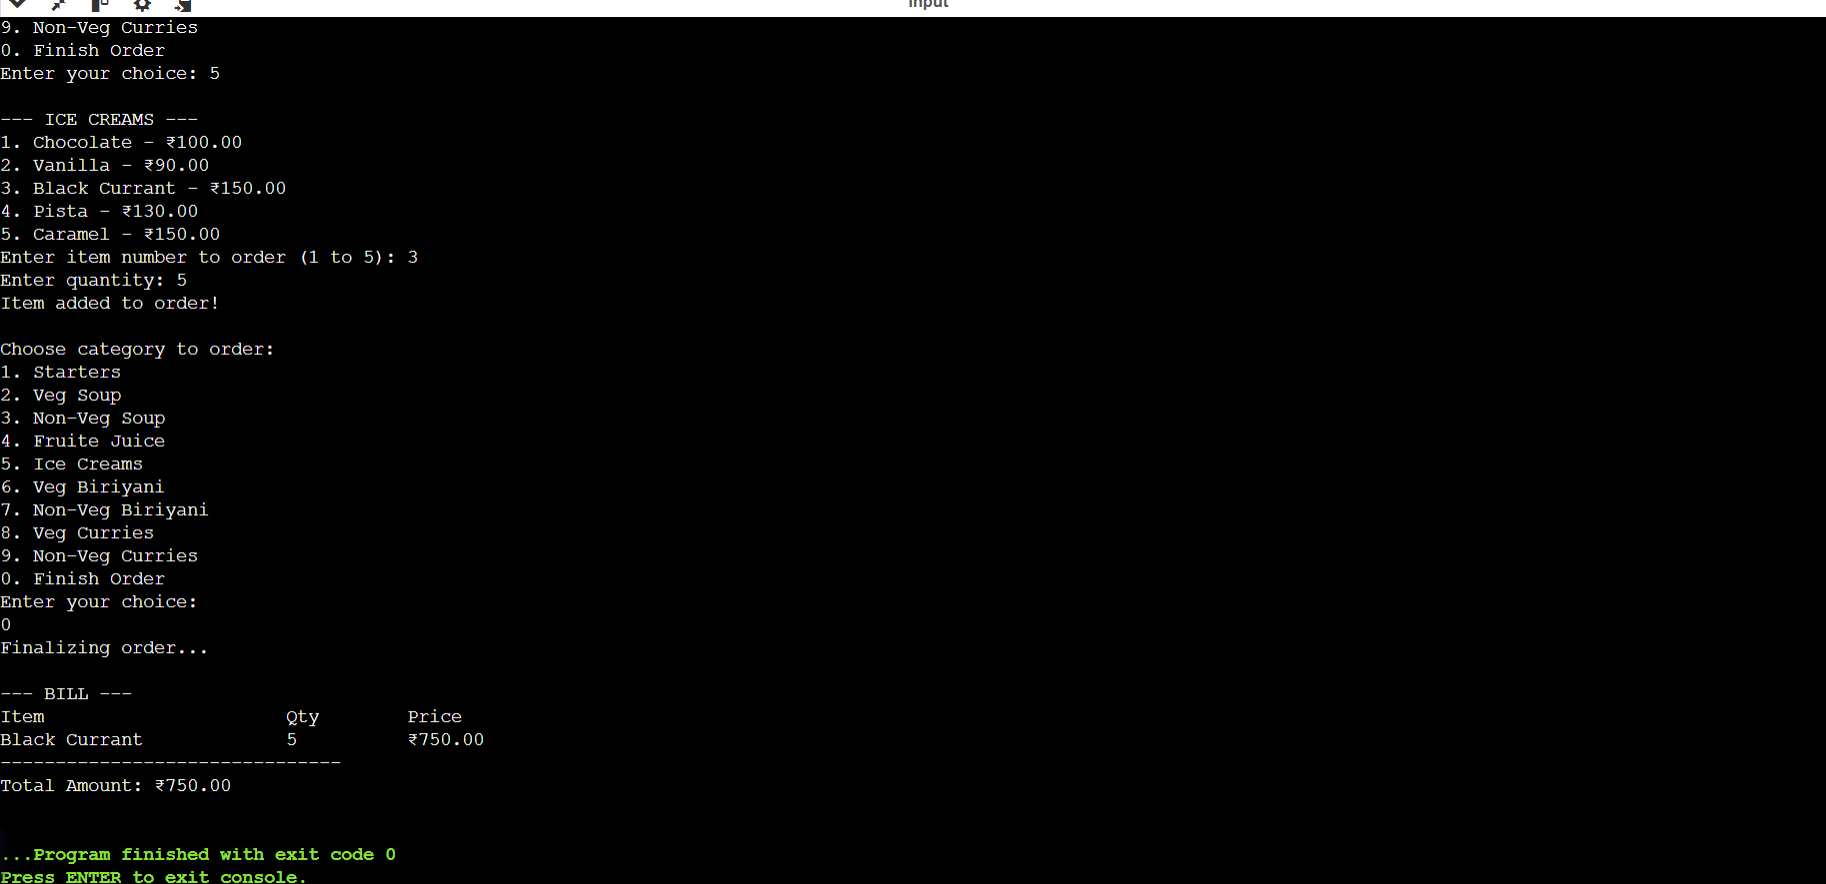 input
9. Non-Veg Curries
0. Finish Order
Enter your choice: 5
--- ICE CREAMS ---
1. Chocolate - ₹100.00
2. Vanilla - ₹90.00
3. Black Currant - ₹150.00
4. Pista - ₹130.00
5. Caramel - ₹150.00
Enter item number to order (1 to 5): 3
Enter quantity: 5
Item added to order!
Choose category to order:
1. Starters
2. Veg Soup
3. Non-Veg Soup
4. Fruite Juice
5. Ice Creams
6. Veg Biriyani
7. Non-Veg Biriyani
8. Veg Curries
9. Non-Veg Curries
0. Finish Order
Enter your choice:
0
Finalizing order...
--- BILL ---
Item Qty Price
Black Currant 5 ₹750.00
-------------------------------
Total Amount: ₹750.00
...Program finished with exit code 0
Press ENTER to exit console.